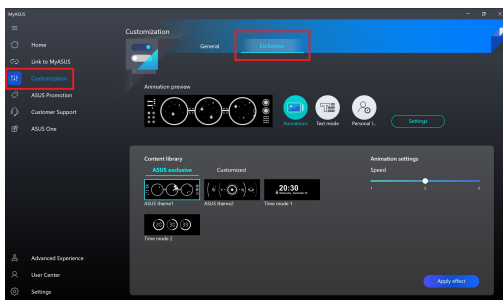 MyASUS
Customization
Home
General
Exclusives
Link to MyASUS
Customization
Animation preview
ASUS Promotion
Customer Support
ASUS One
Animations
Text mode
Personal I...
Settings
Content library
Animation settings
ASUS exclusive
Customized
Speed
1
2
3
20:30
ASUS theme1
ASUS theme2
Time mode 1
Time mode 2
Advanced Experience
User Center
Settings
Apply effect